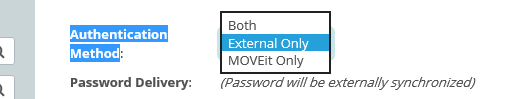 Authentication
Method:
Both
External Only
MOVEit Only
Password Delivery: (Password will be externally synchronized)